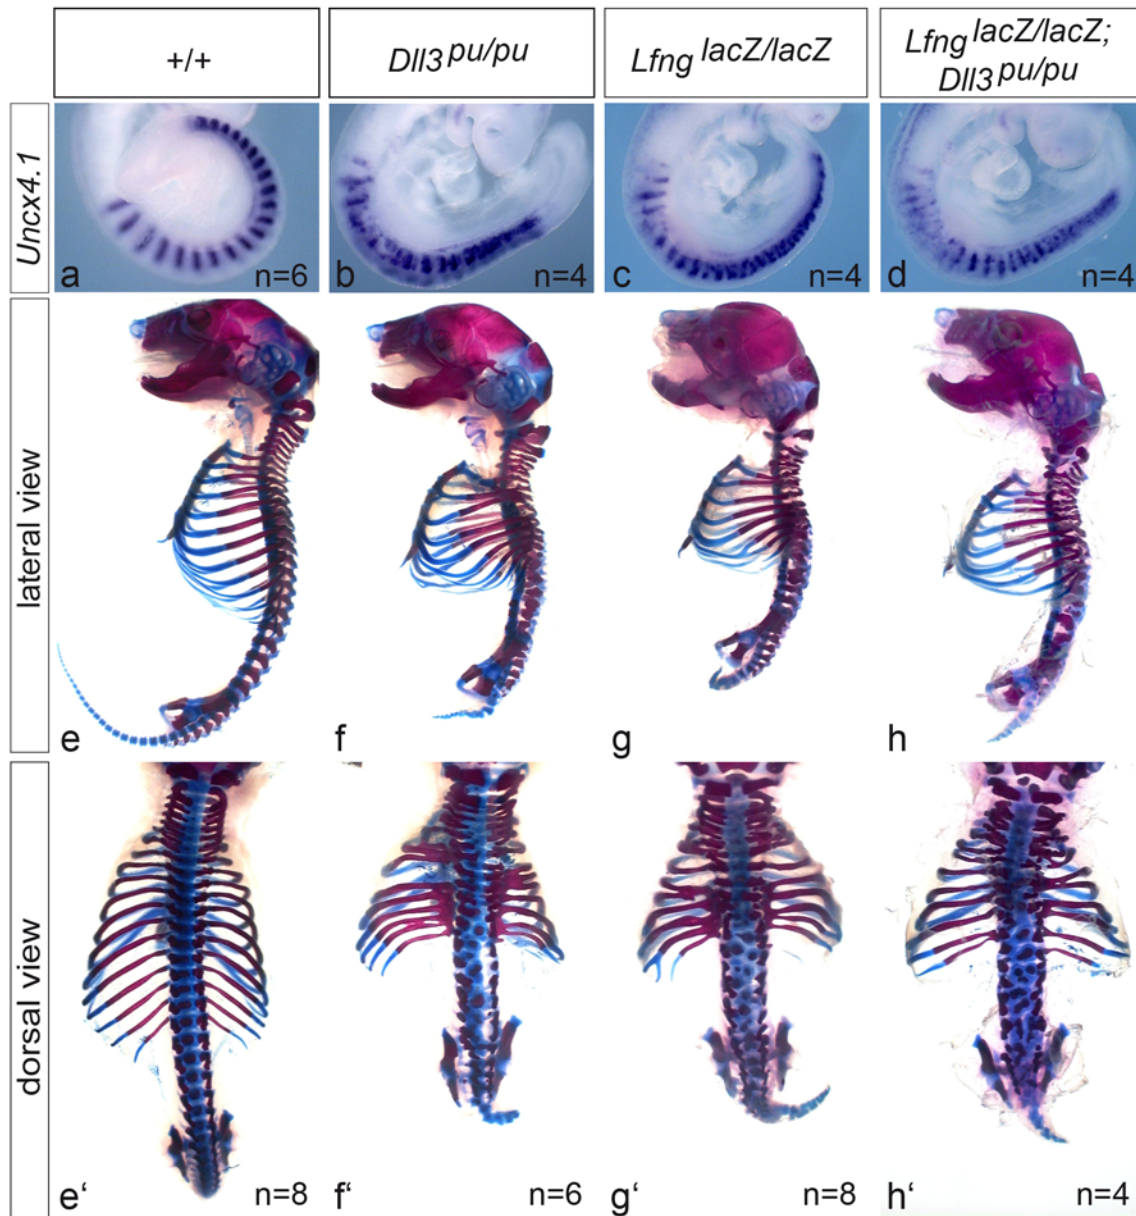 +/+
Dll3 pu/pu
Lfng lacZ/lacZ
Lfng lacZ/lacZ;
Dll3 pu/pu
Uncx4.1
a
n=6
b
n=4
c
n=4
d
n=4
lateral view
e
f
g
h
dorsal view
e‘
n=8
f‘
n=6
g‘
n=8
h‘
n=4